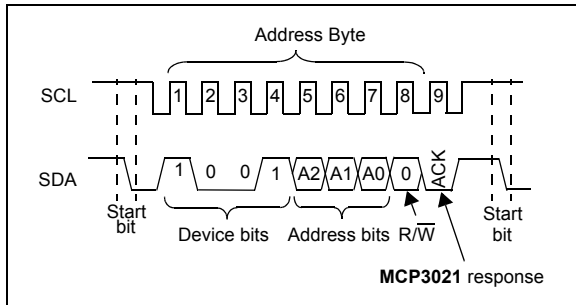 Address Byte
SCL 1 2 3 4 5 6 7 8 9
SDA 1 0 0 1 A2 A1 A0 0 ACK
Start bit
Device bits
Address bits
R/W̅
Start bit
MCP3021 response